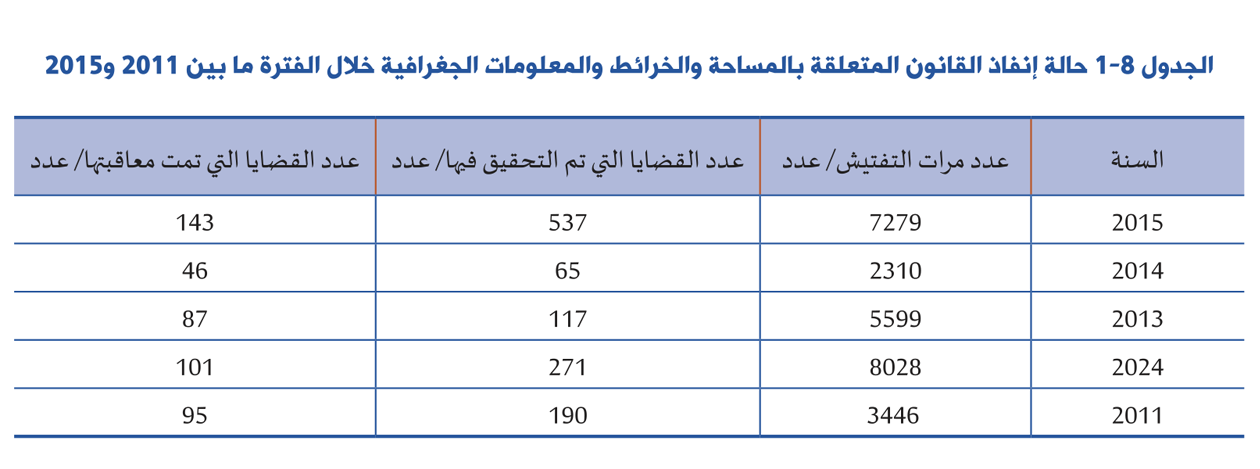 الجدول 8-1 حالة إنفاذ القانون المتعلقة بالمساحة والخرائط والمعلومات الجغرافية خلال الفترة ما بين 2011 و2015
السنة عدد مرات التفتيش/ عدد عدد القضايا التي تم التحقيق فيها/ عدد عدد القضايا التي تمت معاقبتها/ عدد
2015 7279 537 143
2014 2310 65 46
2013 5599 117 87
2024 8028 271 101
2011 3446 190 95